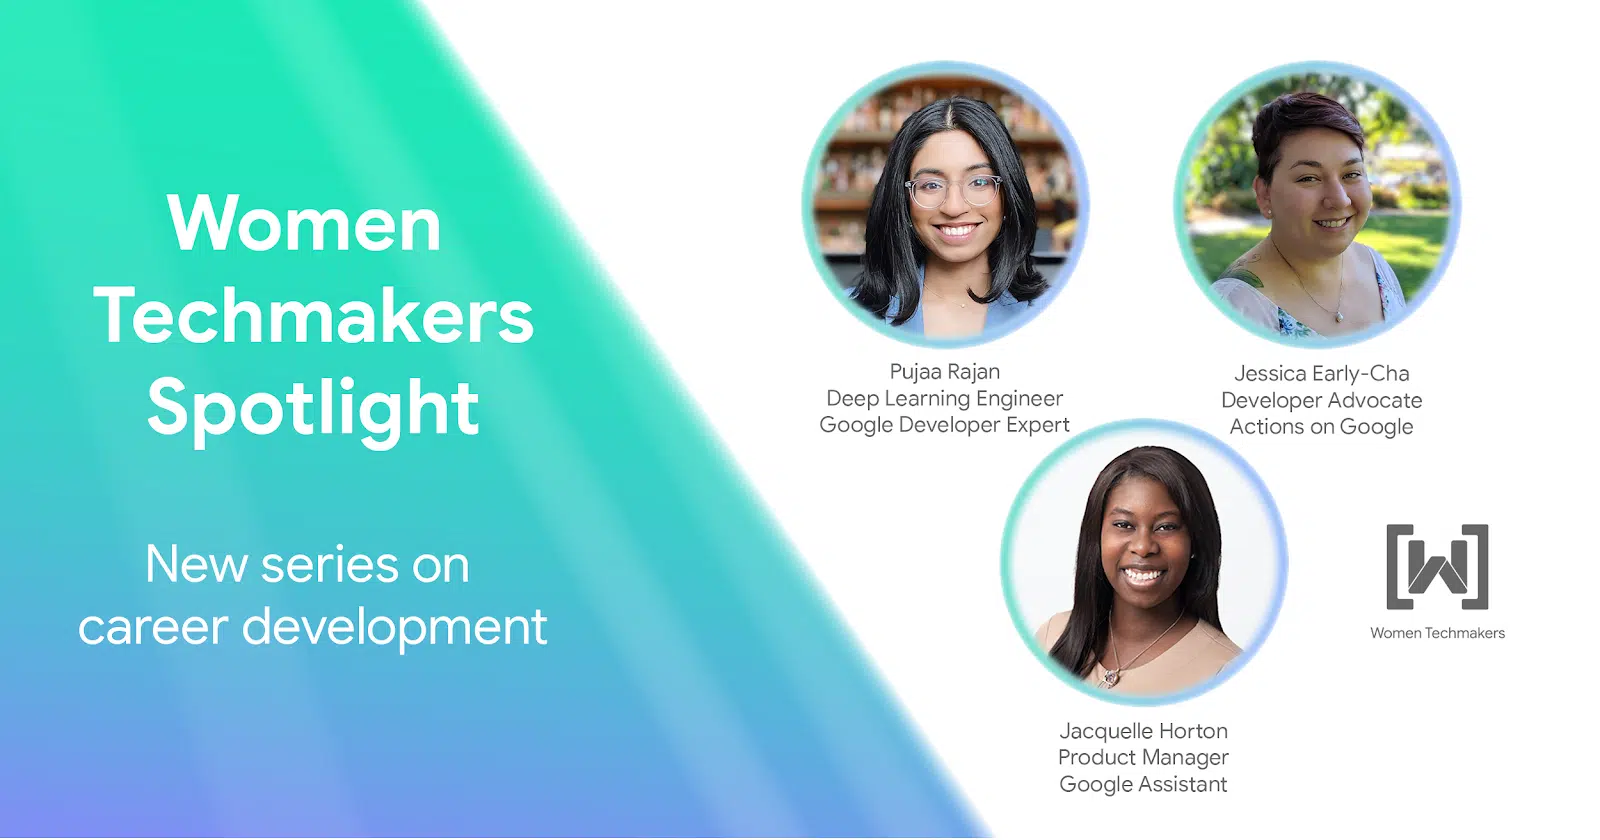 Women
Techmakers
Spotlight
New series on
career development
Pujaa Rajan
Deep Learning Engineer
Google Developer Expert
Jessica Early-Cha
Developer Advocate
Actions on Google
Jacquelle Horton
Product Manager
Google Assistant
[W]
Women Techmakers